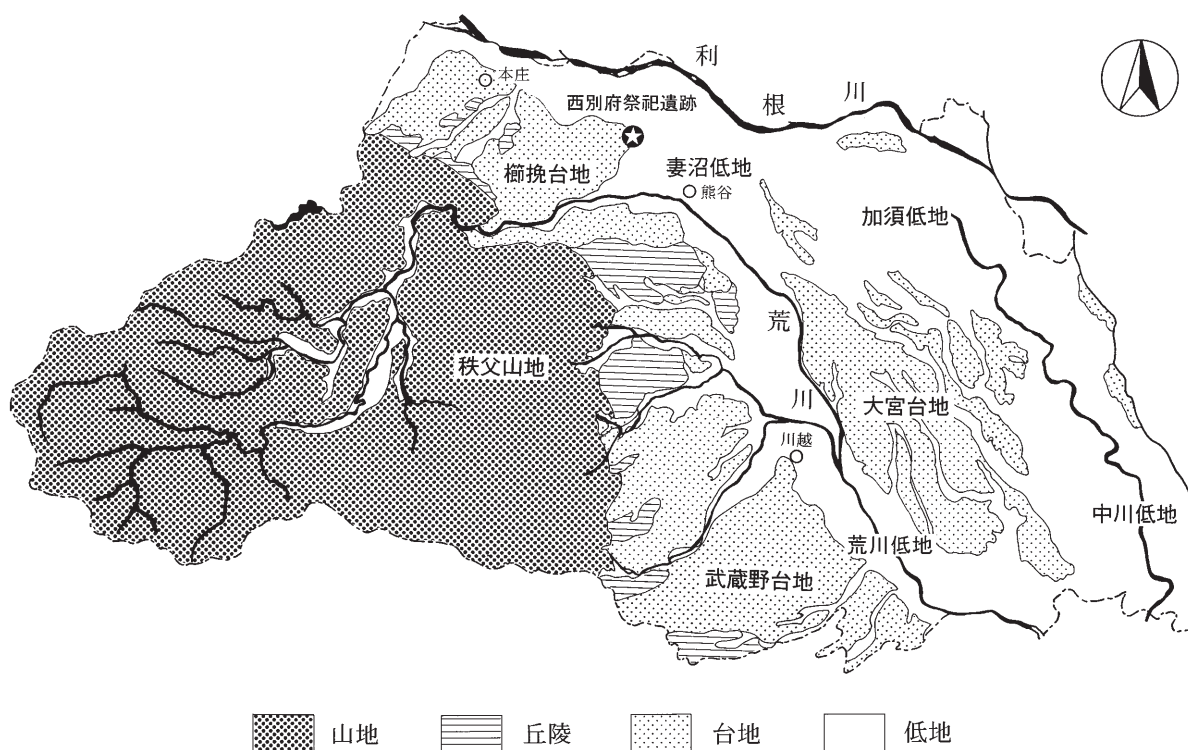 利根川
本庄
西別府祭祀遺跡
櫛挽台地
妻沼低地
熊谷
加須低地
荒川
秩父山地
大宮台地
川越
中川低地
荒川低地
武蔵野台地
山地
丘陵
台地
低地